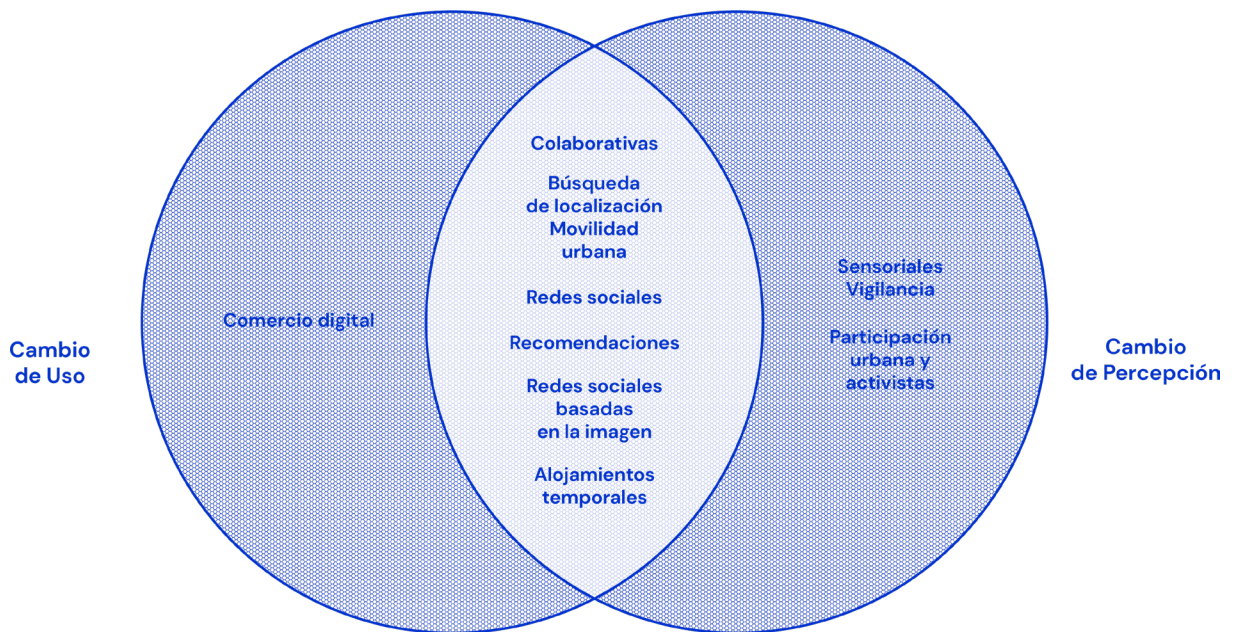 Cambio
de Uso
Comercio digital
Colaborativas
Búsqueda
de localización
Movilidad
urbana
Redes sociales
Recomendaciones
Redes sociales
basadas
en la imagen
Alojamientos
temporales
Sensoriales
Vigilancia
Participación
urbana y
activistas
Cambio
de Percepción